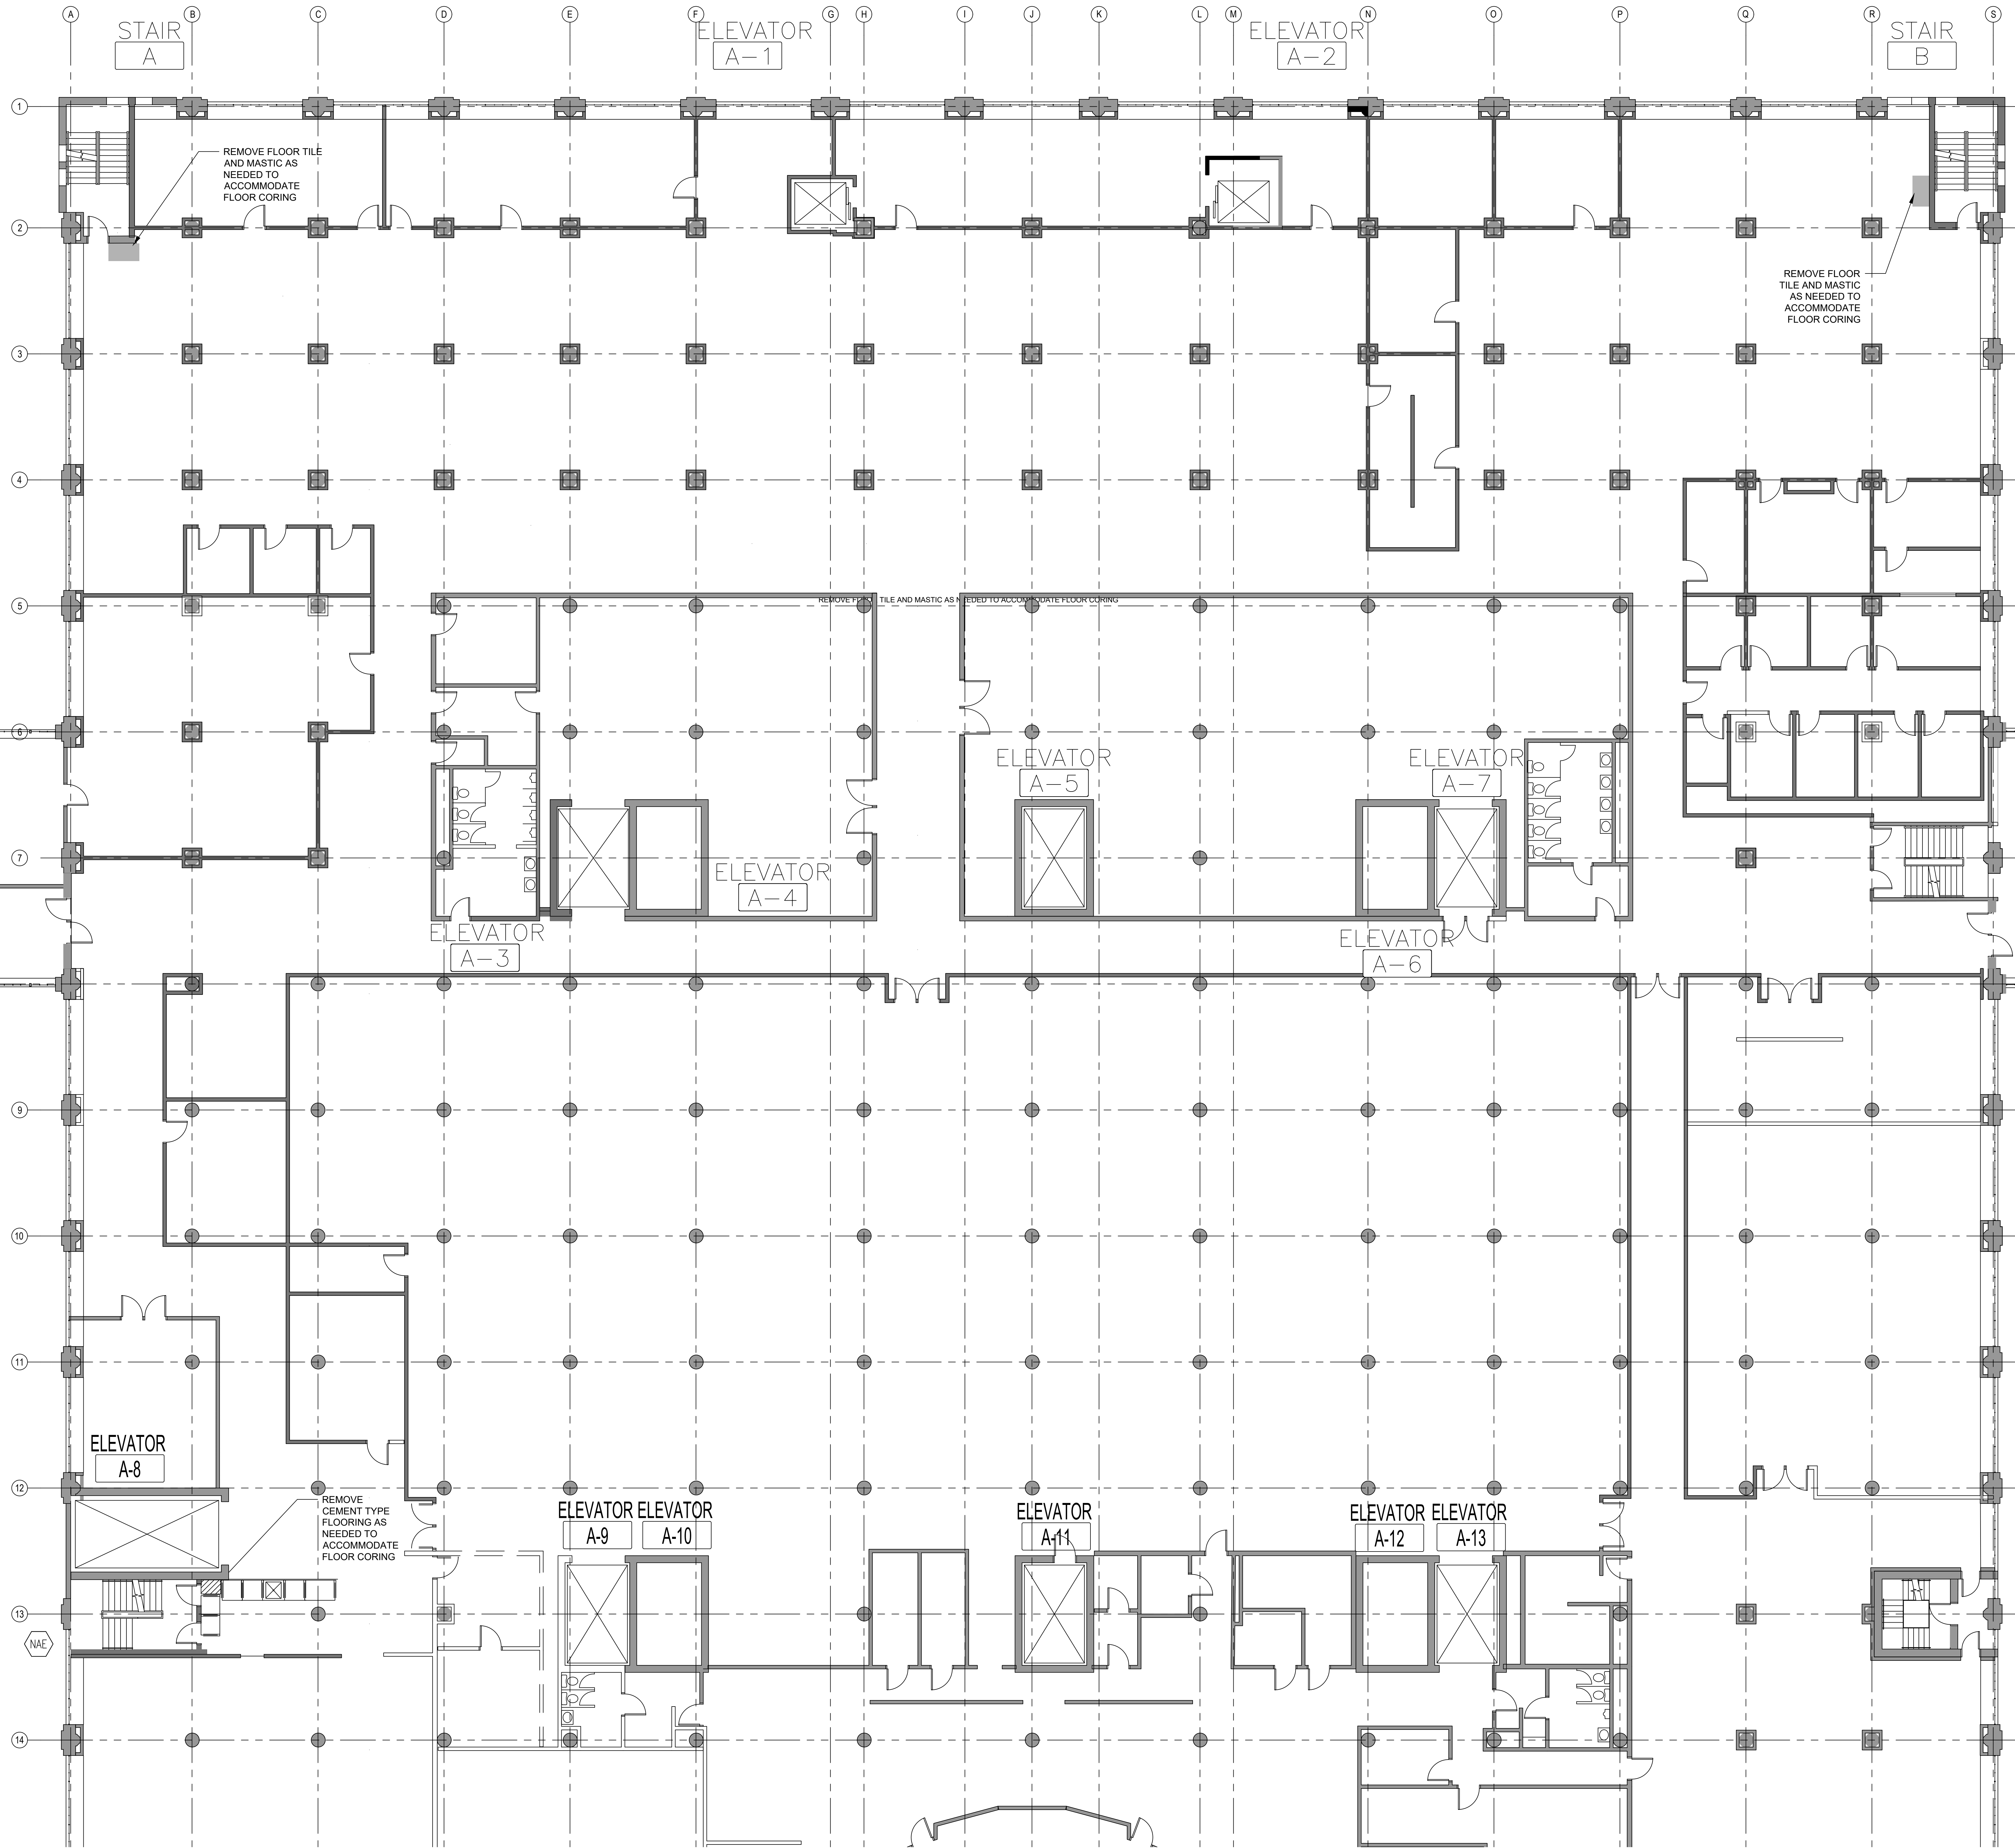 A B C D E F G H I J K L M N O P Q R S
STAIR
A
ELEVATOR
A-1
ELEVATOR
A-2
STAIR
B
1
REMOVE FLOOR TILE
AND MASTIC AS
NEEDED TO
ACCOMMODATE
FLOOR CORING
2
REMOVE FLOOR
TILE AND MASTIC
AS NEEDED TO
ACCOMMODATE
FLOOR CORING
3
4
5
REMOVE FLOOR TILE AND MASTIC AS NEEDED TO ACCOMMODATE FLOOR CORING
6
ELEVATOR
A-5
ELEVATOR
A-7
7
ELEVATOR
A-4
ELEVATOR
A-3
ELEVATOR
A-6
9
10
11
ELEVATOR
A-8
12
REMOVE
CEMENT TYPE
FLOORING AS
NEEDED TO
ACCOMMODATE
FLOOR CORING
ELEVATOR
A-9
ELEVATOR
A-10
ELEVATOR
A-11
ELEVATOR
A-12
ELEVATOR
A-13
13
NAE
14